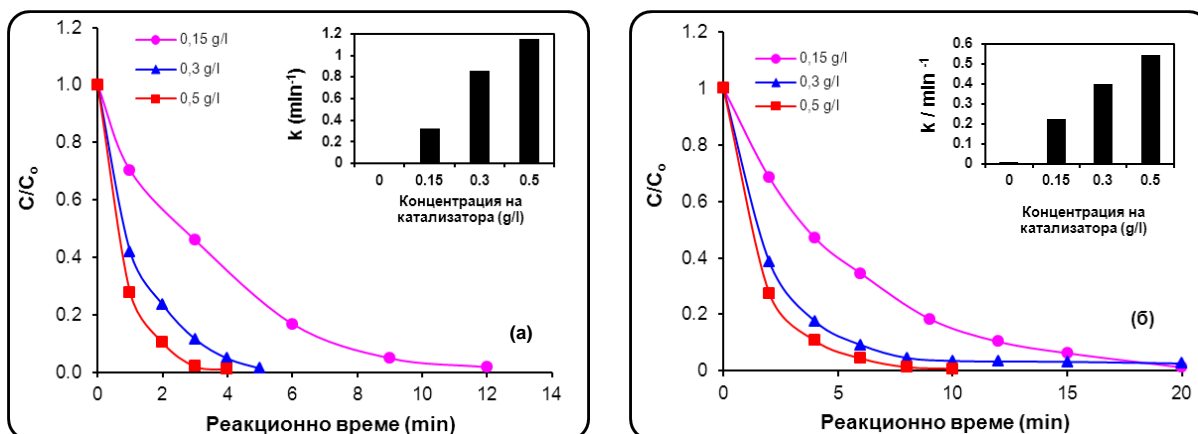 1.2
1.0
0.8
0.6
0.4
0.2
0.0
C/Co
0,15 g/l
0,3 g/l
0,5 g/l
1.2
1
0.8
0.6
0.4
0.2
0
k (min-1)
0 0.15 0.3 0.5
Концентрация на
катализатора (g/l)
(a)
0 2 4 6 8 10 12 14
Реакционно време (min)
1.2
1.0
0.8
0.6
0.4
0.2
0.0
C/Co
0,15 g/l
0,3 g/l
0,5 g/l
0.6
0.5
0.4
0.3
0.2
0.1
0
k / min -1
0 0.15 0.3 0.5
Концентрация на
катализатора (g/l)
(б)
0 5 10 15 20
Реакционно време (min)